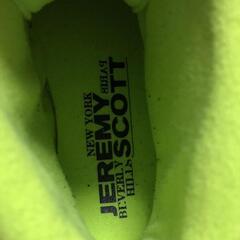 NEW YORK PARIS
JEREMY SCOTT
BEVERLY HILLS